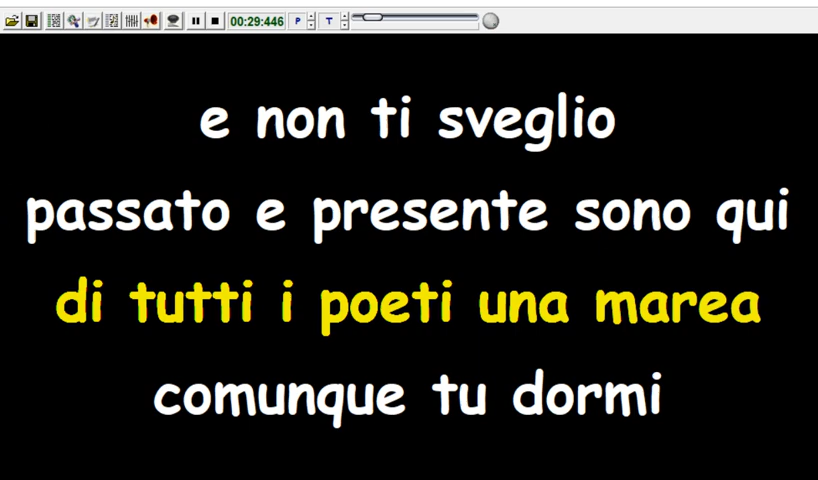 00:29:446 P T
e non ti sveglio
passato e presente sono qui
di tutti i poeti una marea
comunque tu dormi